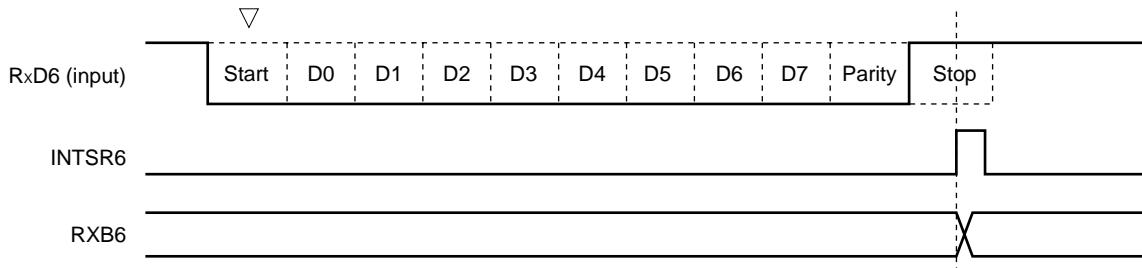 RxD6 (input) Start D0 D1 D2 D3 D4 D5 D6 D7 Parity Stop
INTSR6
RXB6